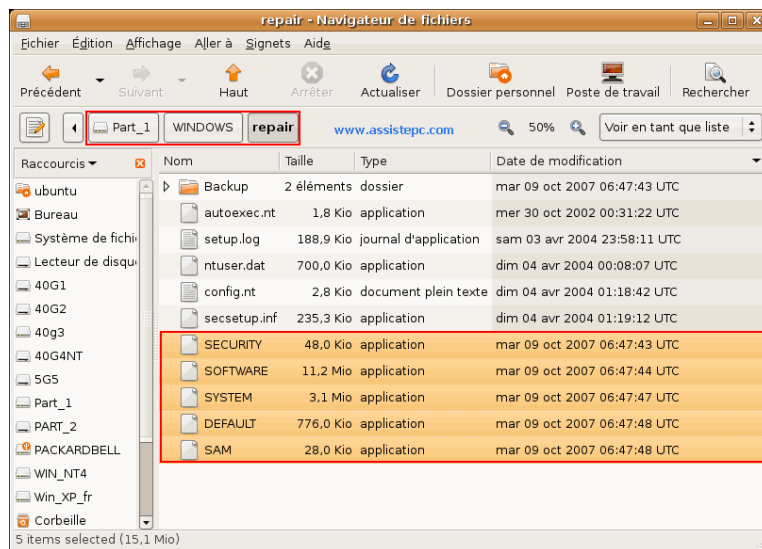 repair - Navigateur de fichiers
Fichier Édition Affichage Aller à Signets Aide
Précédent Suivant Haut Arrêter Actualiser Dossier personnel Poste de travail Rechercher
Part_1 WINDOWS repair www.assistepc.com 50% Voir en tant que liste
Raccourcis Nom Taille Type Date de modification
ubuntu
Bureau
Système de fichi
Lecteur de disqu
40G1
40G2
40g3
40G4NT
5G5
Part_1
PART_2
PACKARDBELL
WIN_NT4
Win_XP_fr
Corbeille
Backup 2 éléments dossier mar 09 oct 2007 06:47:43 UTC
autoexec.nt 1,8 Kio application mer 30 oct 2002 00:31:22 UTC
setup.log 188,9 Kio journal d'application sam 03 avr 2004 23:58:11 UTC
ntuser.dat 700,0 Kio application dim 04 avr 2004 00:08:07 UTC
config.nt 2,8 Kio document plein texte dim 04 avr 2004 01:18:42 UTC
secsetup.inf 235,3 Kio application dim 04 avr 2004 01:19:12 UTC
SECURITY 48,0 Kio application mar 09 oct 2007 06:47:43 UTC
SOFTWARE 11,2 Mio application mar 09 oct 2007 06:47:44 UTC
SYSTEM 3,1 Mio application mar 09 oct 2007 06:47:47 UTC
DEFAULT 776,0 Kio application mar 09 oct 2007 06:47:48 UTC
SAM 28,0 Kio application mar 09 oct 2007 06:47:48 UTC
5 items selected (15,1 Mio)